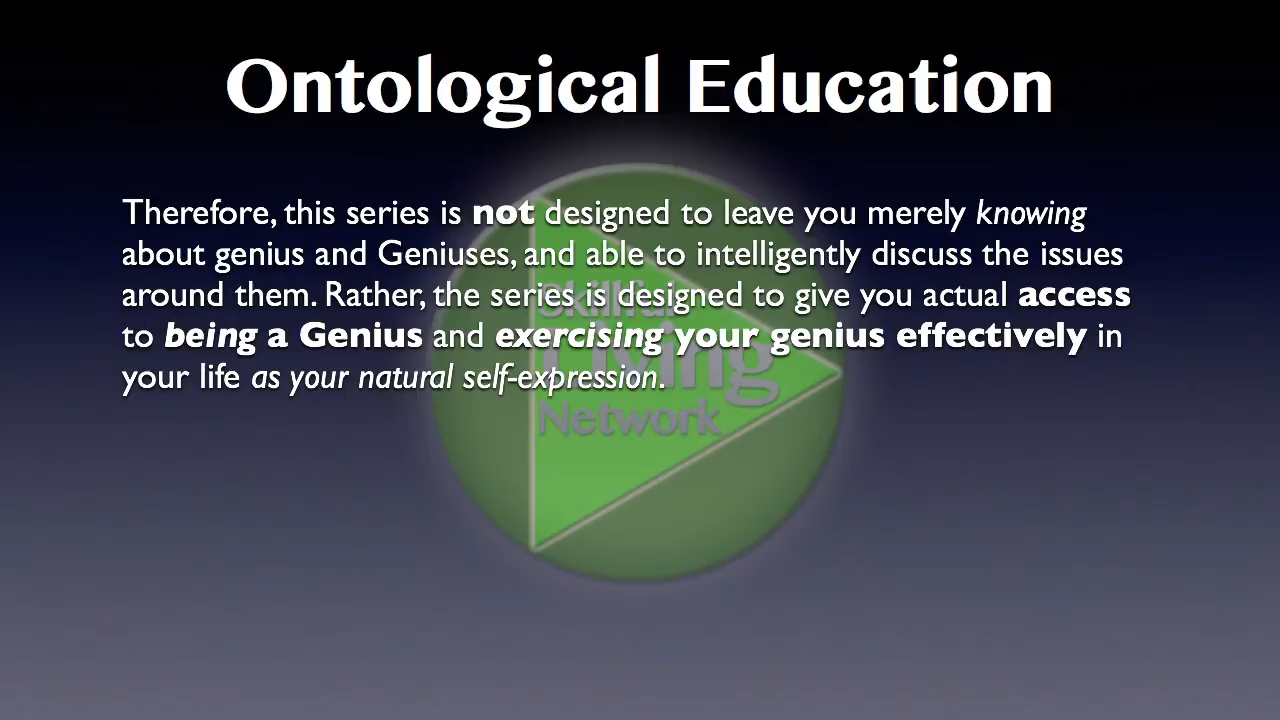 Ontological Education
Therefore, this series is not designed to leave you merely knowing
about genius and Geniuses, and able to intelligently discuss the issues
around them. Rather, the series is designed to give you actual access
to being a Genius and exercising your genius effectively in
your life as your natural self-expression.
Skillful
Living
Network